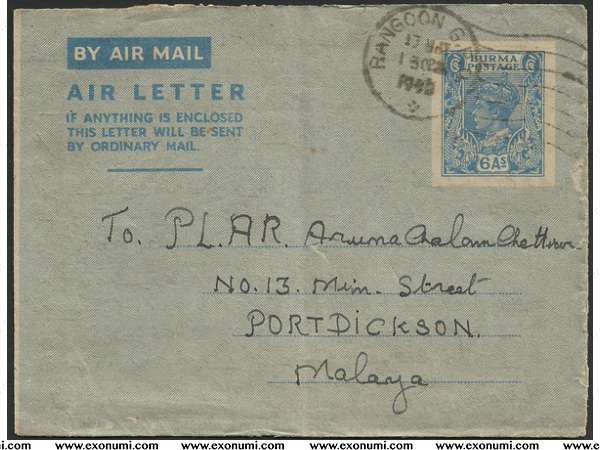 BY AIR MAIL
AIR LETTER
IF ANYTHING IS ENCLOSED
THIS LETTER WILL BE SENT
BY ORDINARY MAIL.
RANGOON G.
BURMA
POSTAGE
6 AS
To. P.L.AR. Arunachalam Chettiar
NO.13. Min. Street
PORTDICKSON.
Malaya
www.exonumi.com www.exonumi.com www.exonumi.com www.exonumi.com